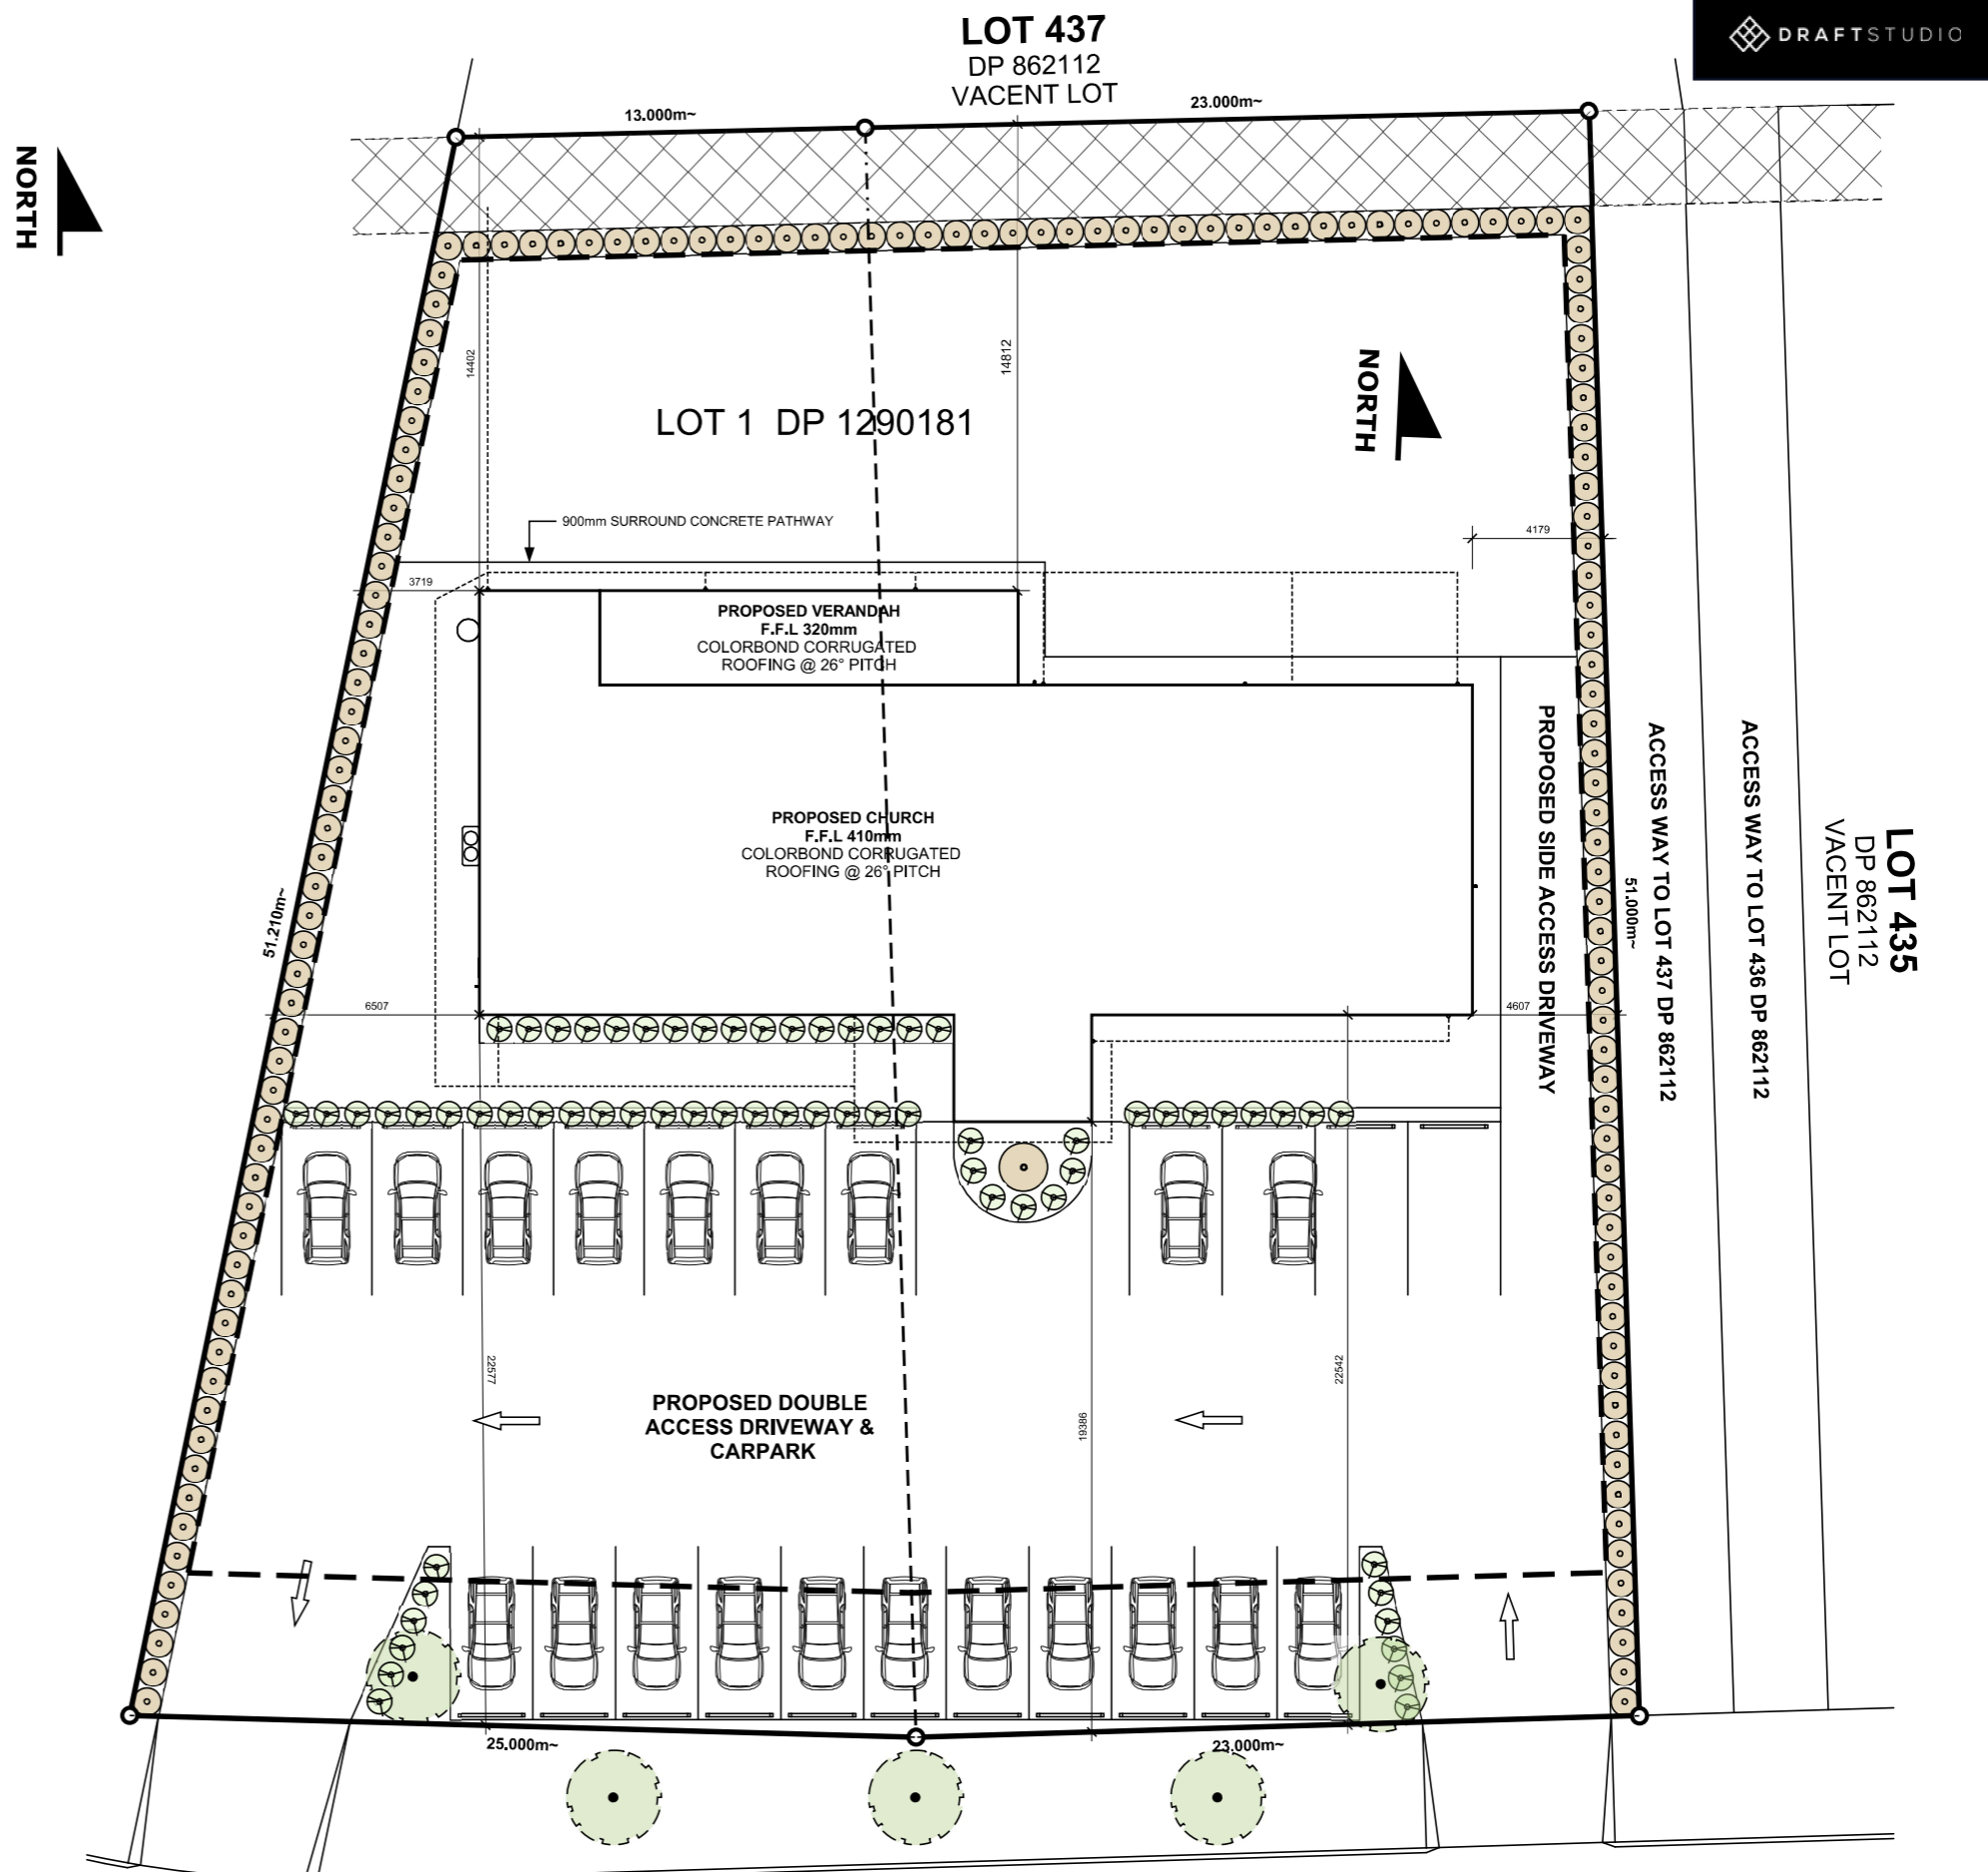 LOT 437
DP 862112
VACENT LOT
DRAFTSTUDIO
13.000m~
23.000m~
NORTH
14402
14812
NORTH
LOT 1 DP 1290181
900mm SURROUND CONCRETE PATHWAY
4179
3719
PROPOSED VERANDAH
F.F.L 320mm
COLORBOND CORRUGATED
ROOFING @ 26° PITCH
PROPOSED CHURCH
F.F.L 410mm
COLORBOND CORRUGATED
ROOFING @ 26° PITCH
PROPOSED SIDE ACCESS DRIVEWAY
51.000m~
ACCESS WAY TO LOT 437 DP 862112
ACCESS WAY TO LOT 436 DP 862112
LOT 435
DP 862112
VACENT LOT
51.210m~
6507
4607
22577
22542
19386
PROPOSED DOUBLE
ACCESS DRIVEWAY &
CARPARK
25.000m~
23.000m~